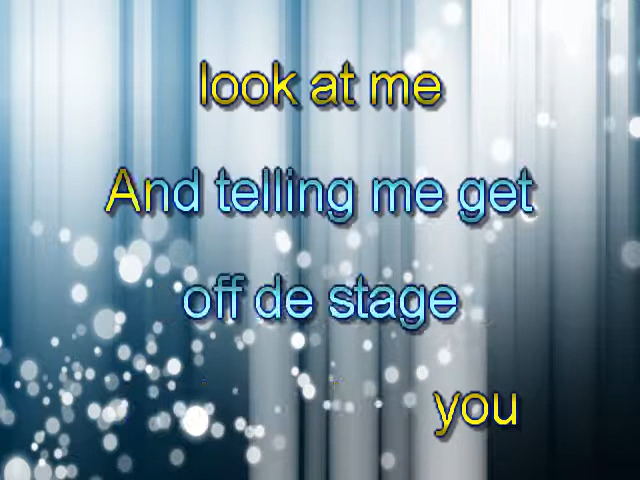 look at me
And telling me get
off de stage
you